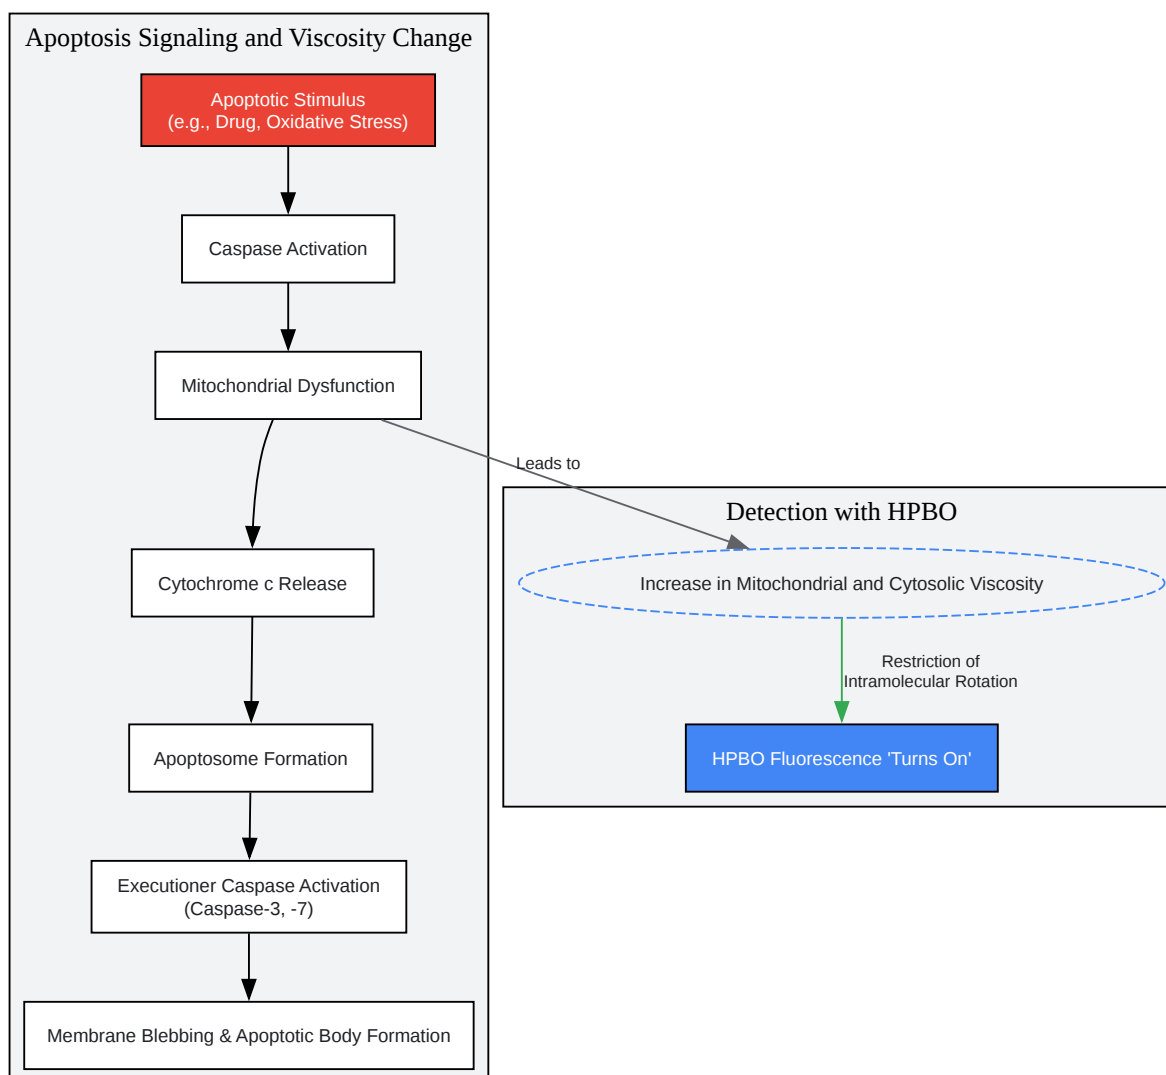 Apoptosis Signaling and Viscosity Change
Apoptotic Stimulus
(e.g., Drug, Oxidative Stress)
Caspase Activation
Mitochondrial Dysfunction
Leads to
Cytochrome c Release
Apoptosome Formation
Executioner Caspase Activation
(Caspase-3, -7)
Membrane Blebbing & Apoptotic Body Formation
Detection with HPBO
Increase in Mitochondrial and Cytosolic Viscosity
Restriction of
Intramolecular Rotation
HPBO Fluorescence 'Turns On'